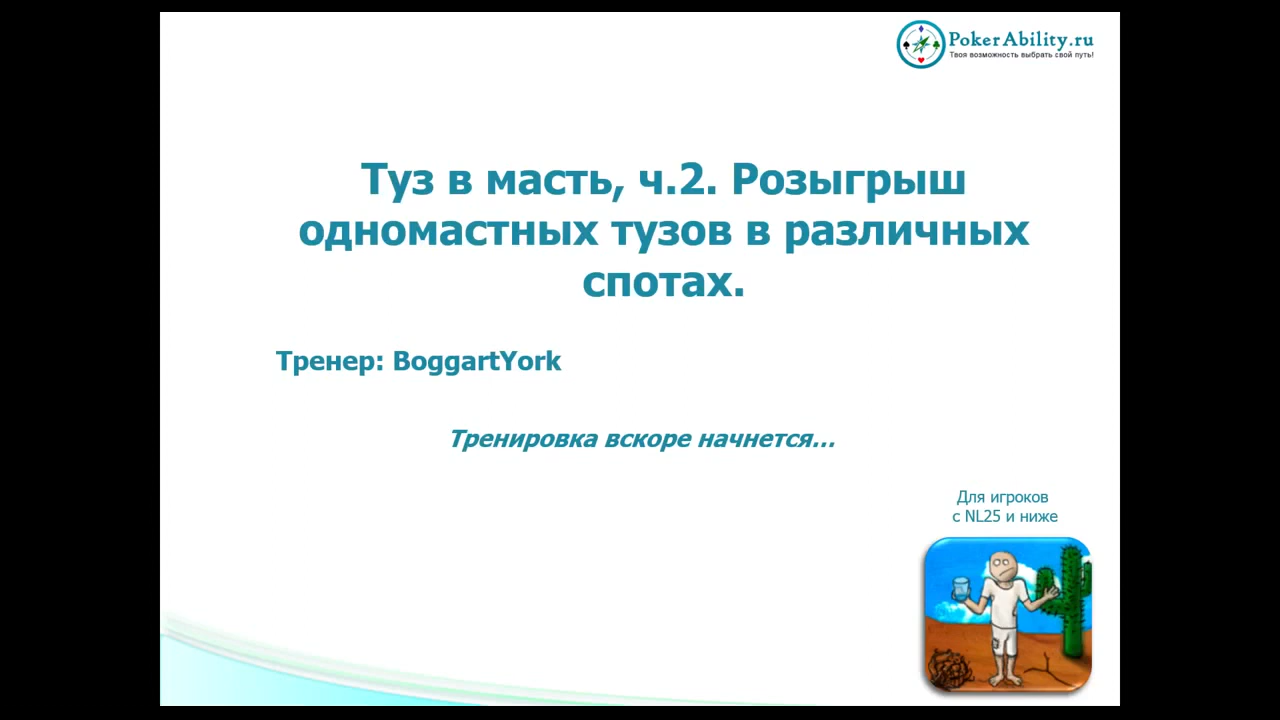 PokerAbility.ru
Твоя возможность выбрать свой путь!
Туз в масть, ч.2. Розыгрыш
одномастных тузов в различных
спотах.
Тренер: BoggartYork
Тренировка вскоре начнется...
Для игроков
с NL25 и ниже